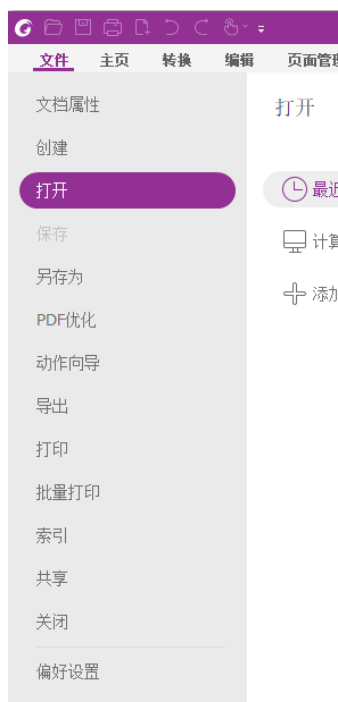 文件 主页 转换 编辑 页面管
文档属性
打开
创建
打开
最近
保存
计算
另存为
添加
PDF优化
动作向导
导出
打印
批量打印
索引
共享
关闭
偏好设置